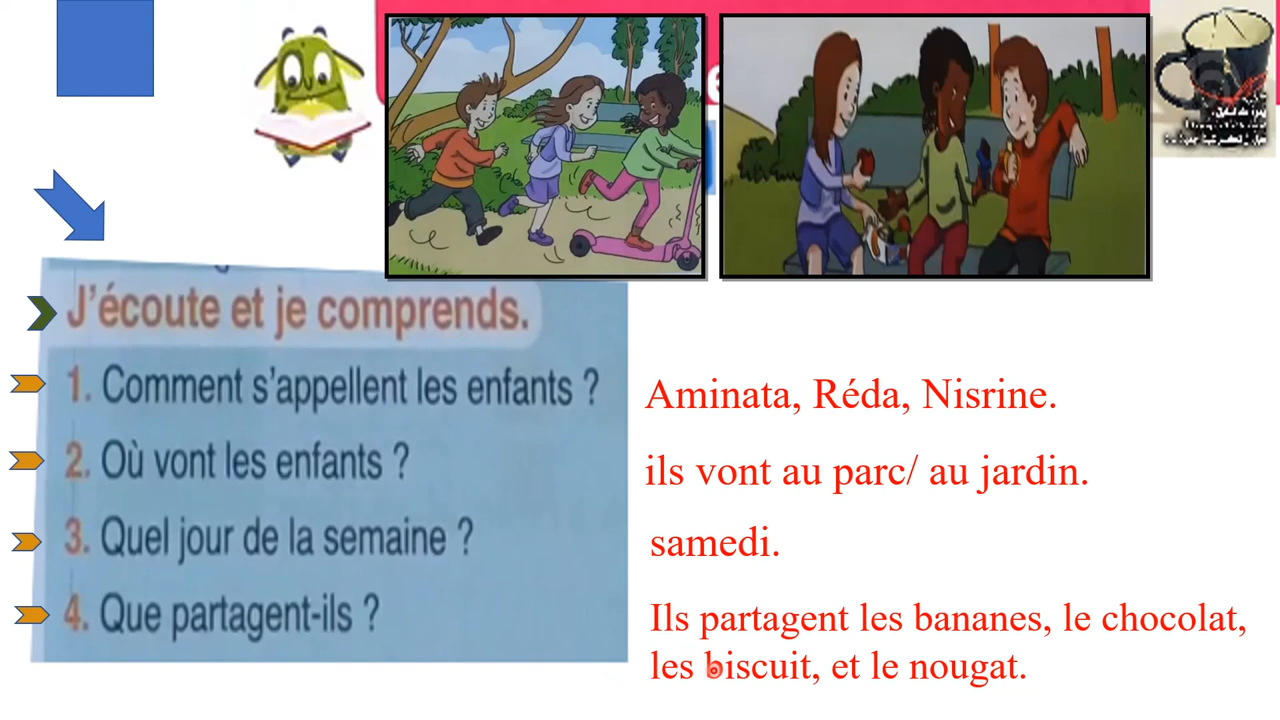 J'écoute et je comprends.
1. Comment s'appellent les enfants ?
Aminata, Réda, Nisrine.
2. Où vont les enfants ?
ils vont au parc/ au jardin.
3. Quel jour de la semaine ?
samedi.
4. Que partagent-ils ?
Ils partagent les bananes, le chocolat,
les biscuit, et le nougat.